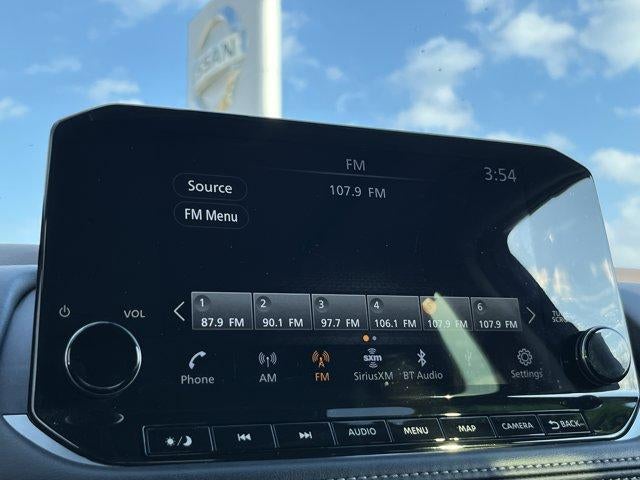 NISSAN
FM
3:54
Source
107.9 FM
FM Menu
1 2 3 4 5 6
87.9 FM 90.1 FM 97.7 FM 106.1 FM 107.9 FM 107.9 FM
VOL
Phone AM FM SiriusXM BT Audio Settings
sxm
AUDIO MENU MAP CAMERA BACK